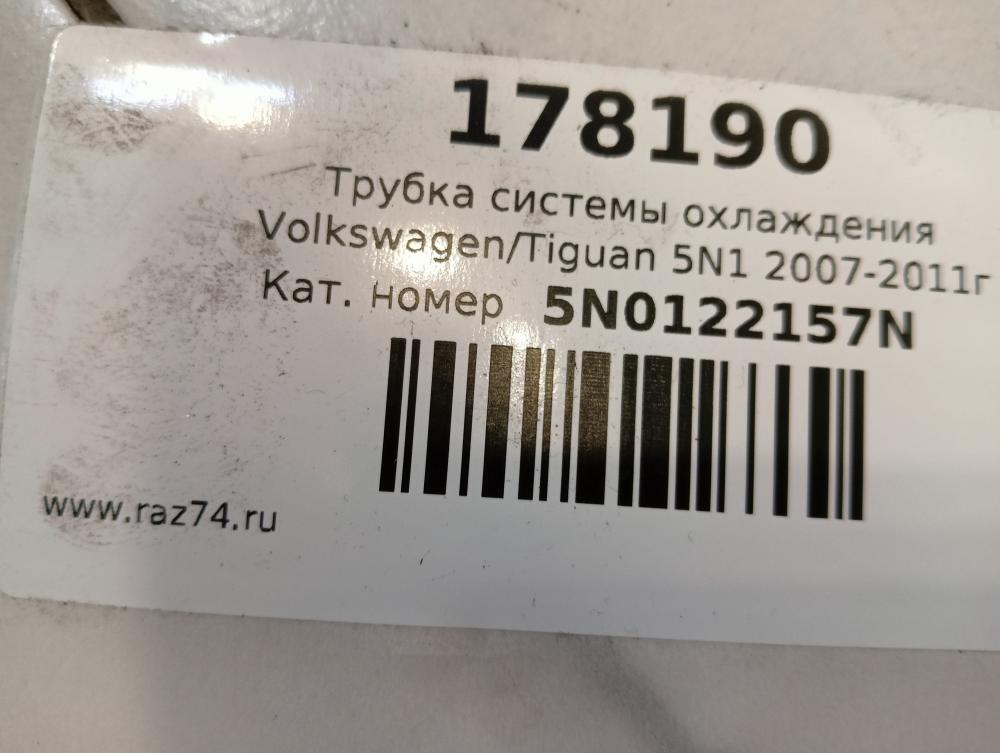 178190
Трубка системы охлаждения
Volkswagen/Tiguan 5N1 2007-2011г
Кат. номер 5N0122157N
www.raz74.ru